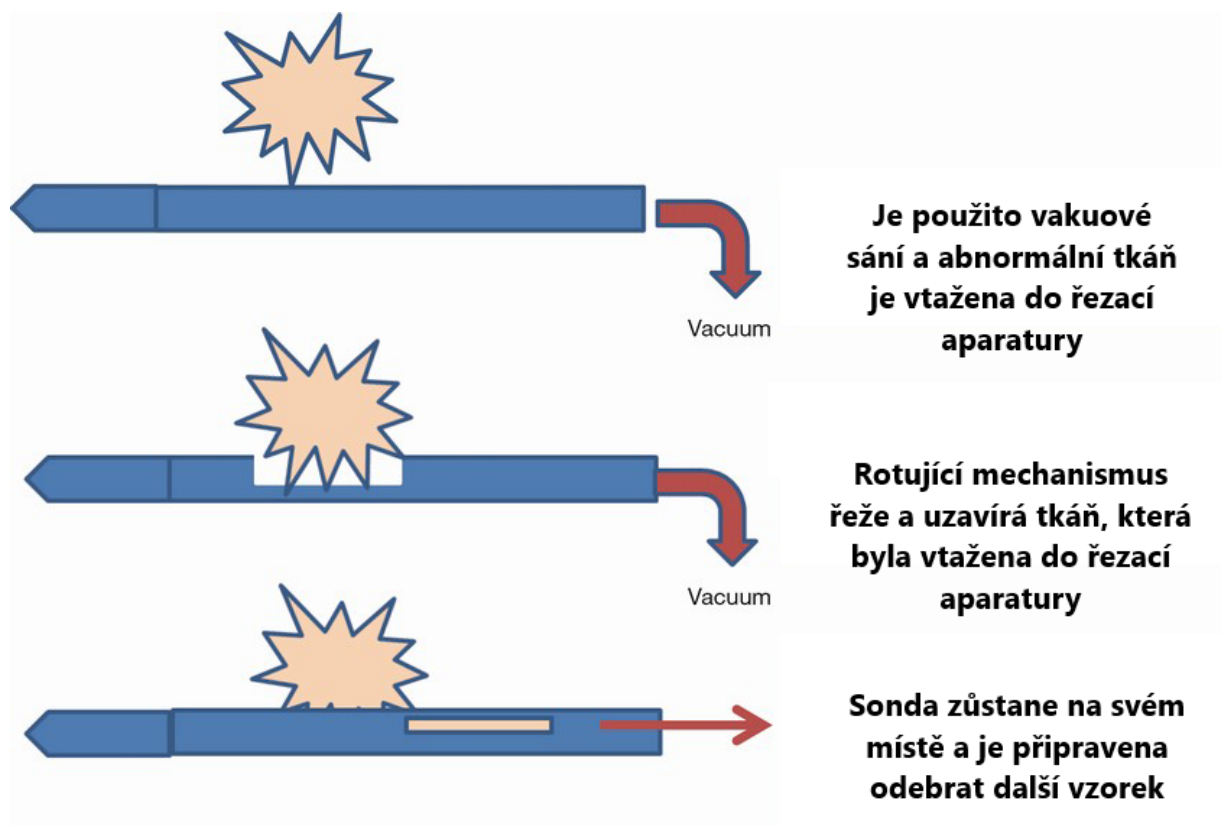 Je použito vakuové
sání a abnormální tkáň
je vtažena do řezací
aparatury
Vacuum
Rotující mechanismus
řeže a uzavírá tkáň, která
byla vtažena do řezací
aparatury
Vacuum
Sonda zůstane na svém
místě a je připravena
odebrat další vzorek